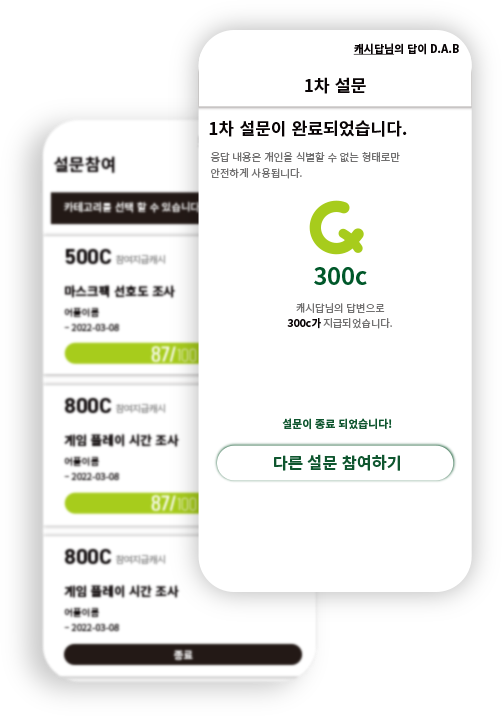 캐시답님의 답이 D.A.B
1차 설문
1차 설문이 완료되었습니다.
응답 내용은 개인을 식별할 수 없는 형태로만
안전하게 사용됩니다.
300c
캐시답님의 답변으로
300c가 지급되었습니다.
설문이 종료 되었습니다!
다른 설문 참여하기
설문참여
카테고리를 선택 할 수 있습니다
500C 참여지급캐시
마스크팩 선호도 조사
어플이름
~ 2022-03-08
87/100
800C 참여지급캐시
게임 플레이 시간 조사
어플이름
~ 2022-03-08
87/100
800C 참여지급캐시
게임 플레이 시간 조사
어플이름
~ 2022-03-08
종료